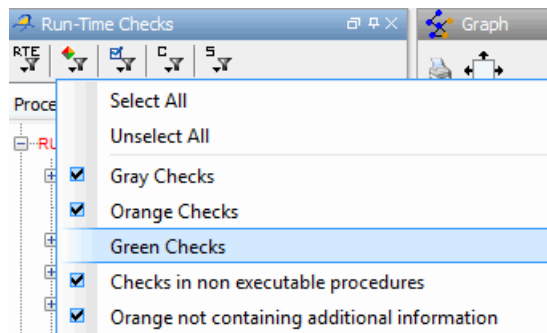 Run-Time Checks
Graph
RTE
C
S
Proce
RU
Select All
Unselect All
Gray Checks
Orange Checks
Green Checks
Checks in non executable procedures
Orange not containing additional information